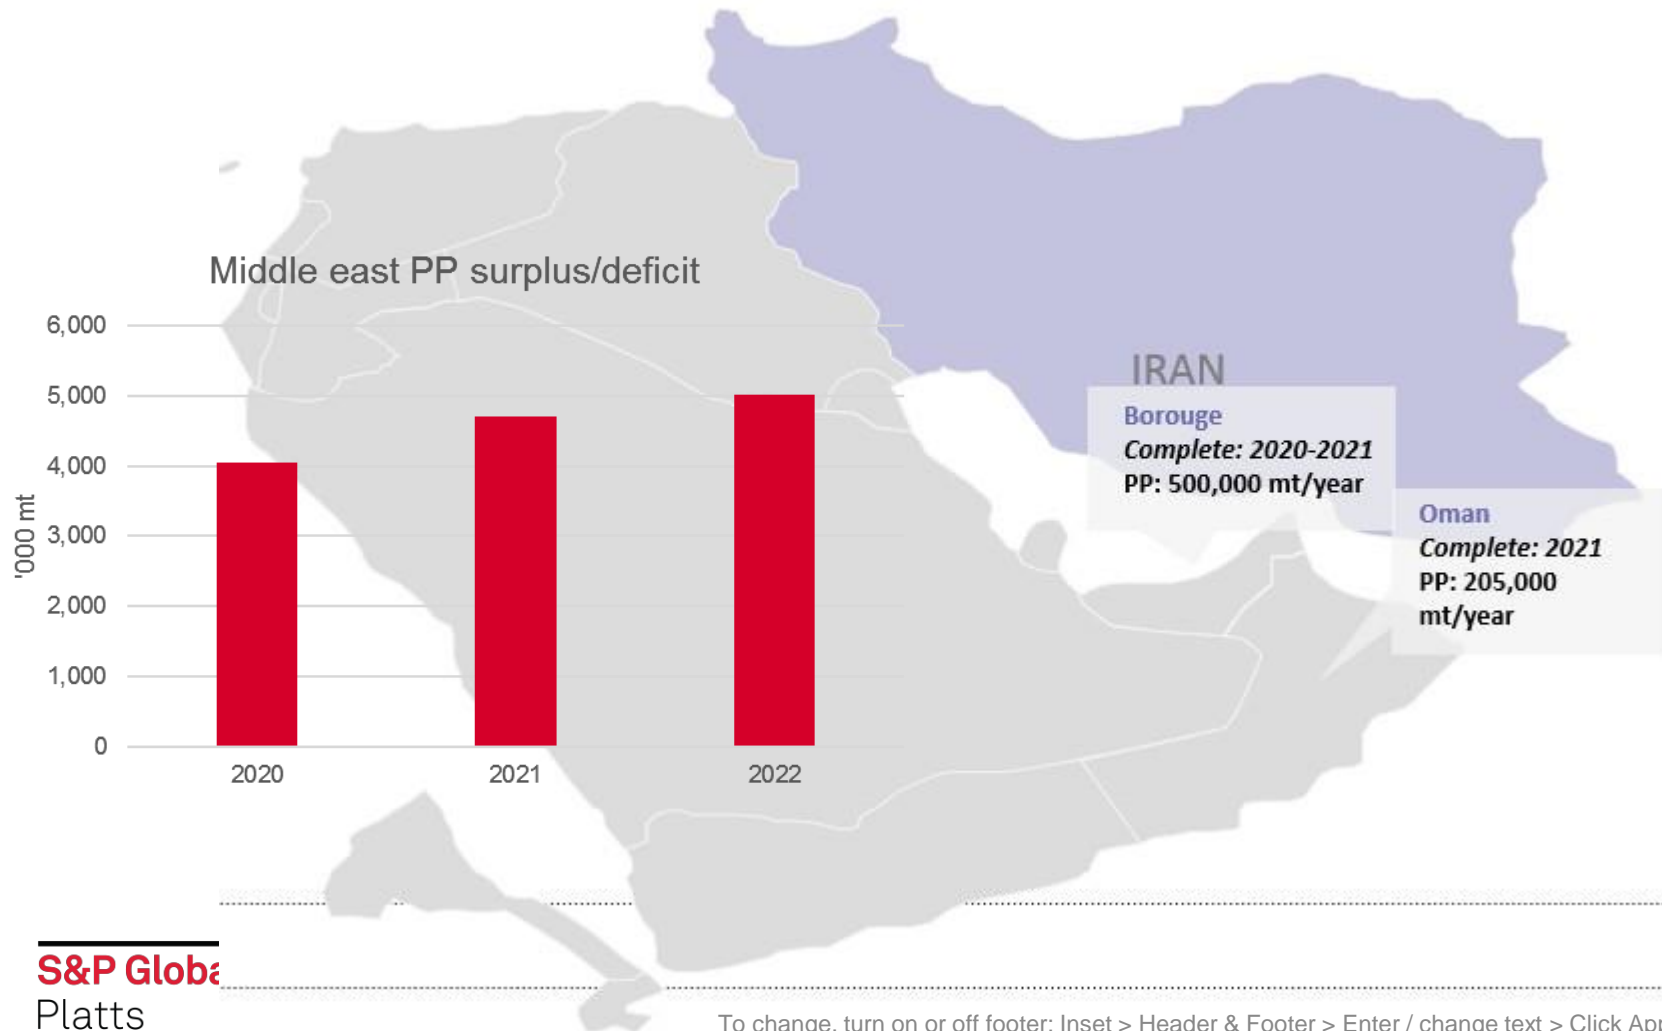 Middle east PP surplus/deficit
6,000
5,000
4,000
3,000
2,000
1,000
0
'000 mt
2020
2021
2022
IRAN
Borouge
Complete: 2020-2021
PP: 500,000 mt/year
Oman
Complete: 2021
PP: 205,000
mt/year
S&P Globa
Platts
To change, turn on or off footer: Inset > Header & Footer > Enter / change text > Click App